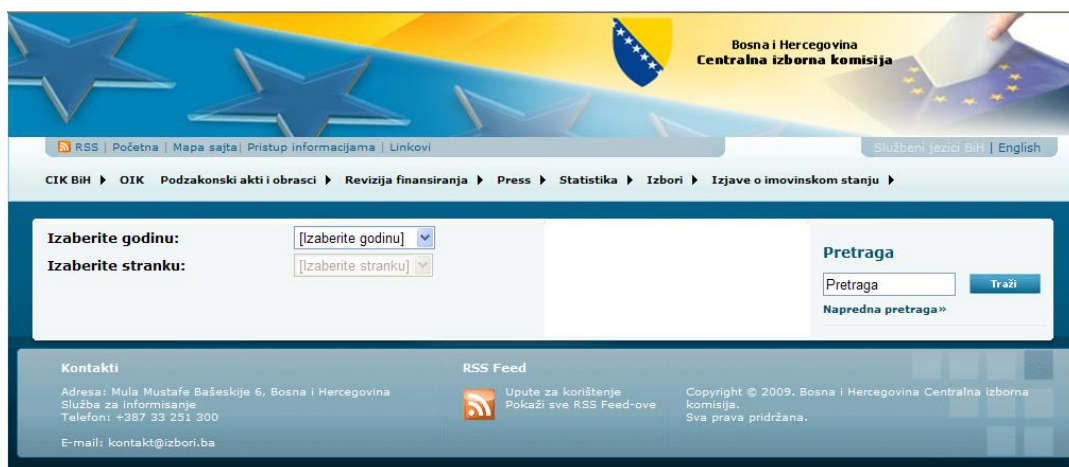 Bosna i Hercegovina
Centralna izborna komisija
RSS | Početna | Mapa sajta| Pristup informacijama | Linkovi
Službeni jezici BiH | English
CIK BiH OIK Podzakonski akti i obrasci Revizija finansiranja Press Statistika Izbori Izjave o imovinskom stanju
Izaberite godinu: [Izaberite godinu]
Izaberite stranku: [Izaberite stranku]
Pretraga
Pretraga Traži
Napredna pretraga»
Kontakti
Adresa: Mula Mustafe Bašeskije 6, Bosna i Hercegovina
Služba za informisanje
Telefon: +387 33 251 300
E-mail: kontakt@izbori.ba
RSS Feed
Upute za korištenje
Pokaži sve RSS Feed-ove
Copyright © 2009. Bosna i Hercegovina Centralna izborna
komisija.
Sva prava pridržana.